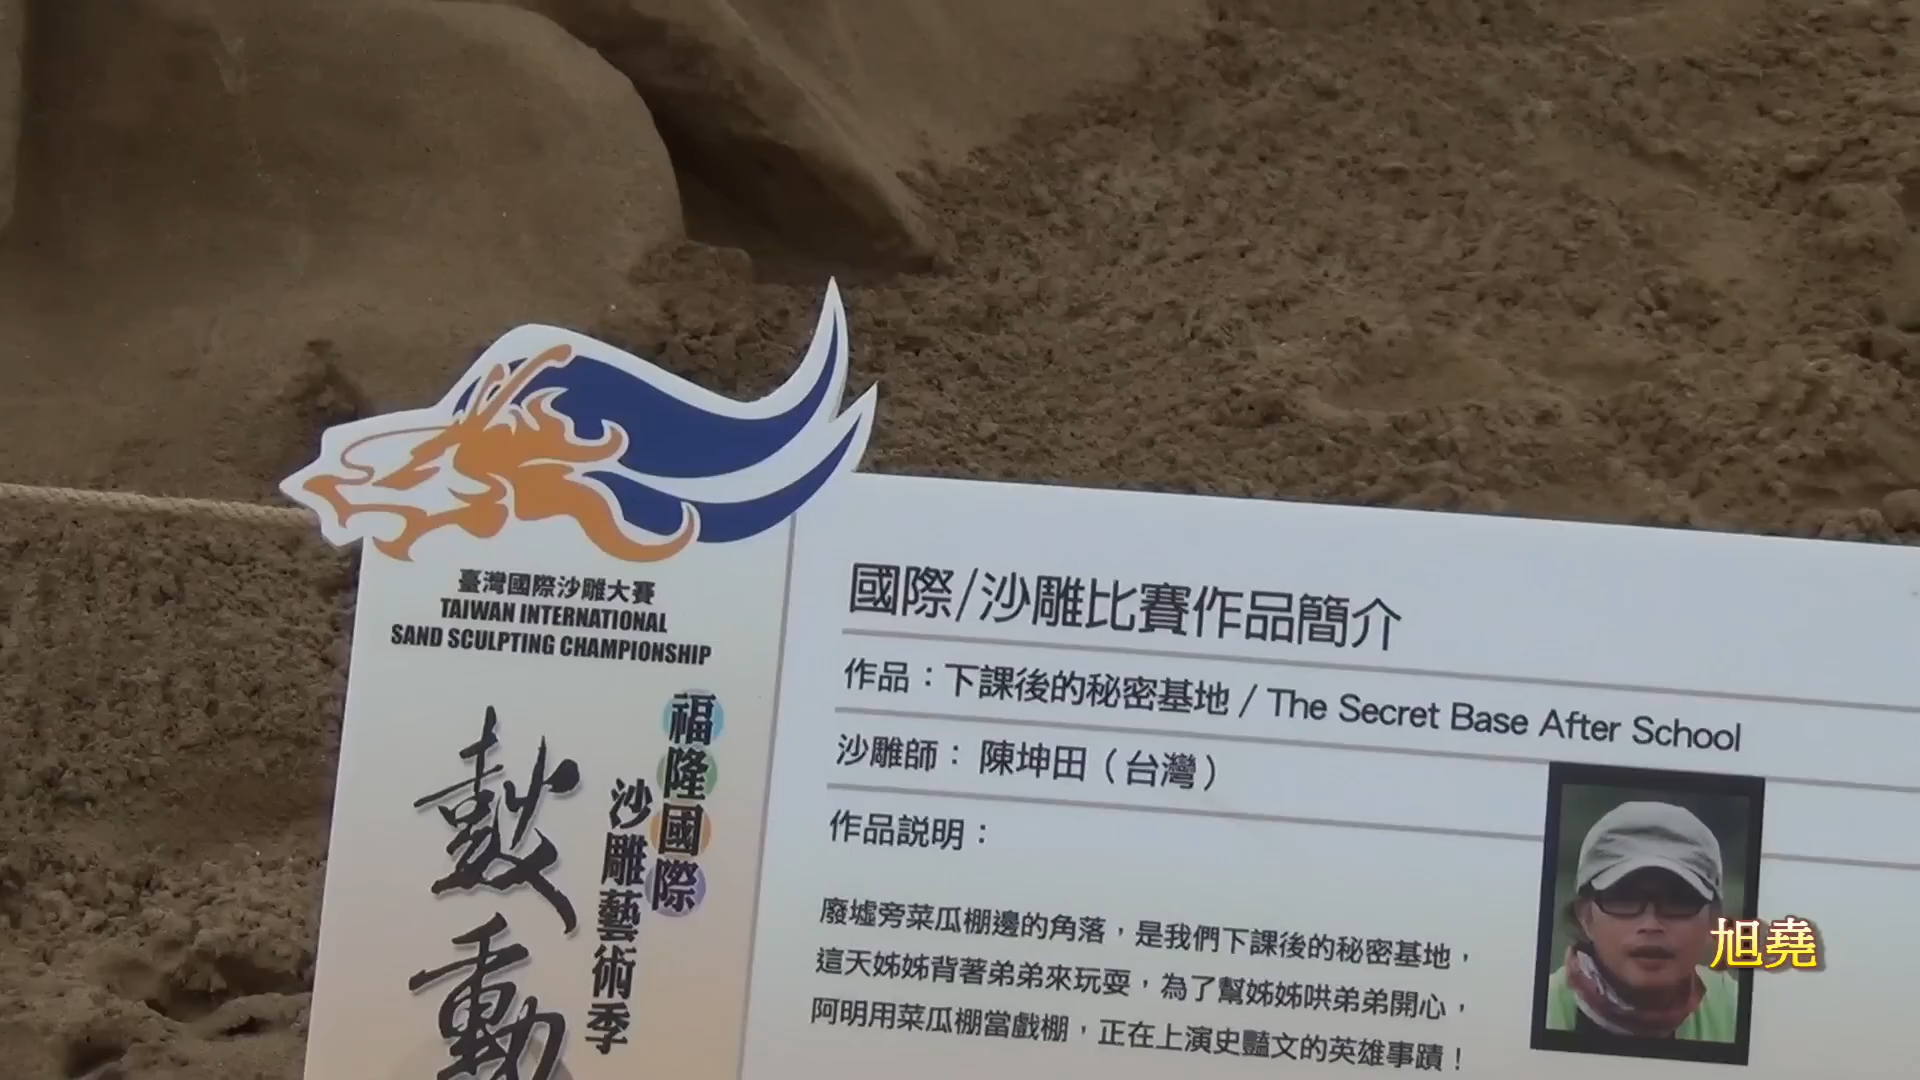 臺灣國際沙雕大賽
TAIWAN INTERNATIONAL
SAND SCULPTING CHAMPIONSHIP
福隆國際
沙雕藝術季
鼓動
國際/沙雕比賽作品簡介
作品：下課後的秘密基地 / The Secret Base After School
沙雕師： 陳坤田（台灣）
作品説明：
廢墟旁菜瓜棚邊的角落，是我們下課後的秘密基地，
這天姊姊背著弟弟來玩耍，為了幫姊姊哄弟弟開心，
阿明用菜瓜棚當戲棚，正在上演史豔文的英雄事蹟！
旭堯